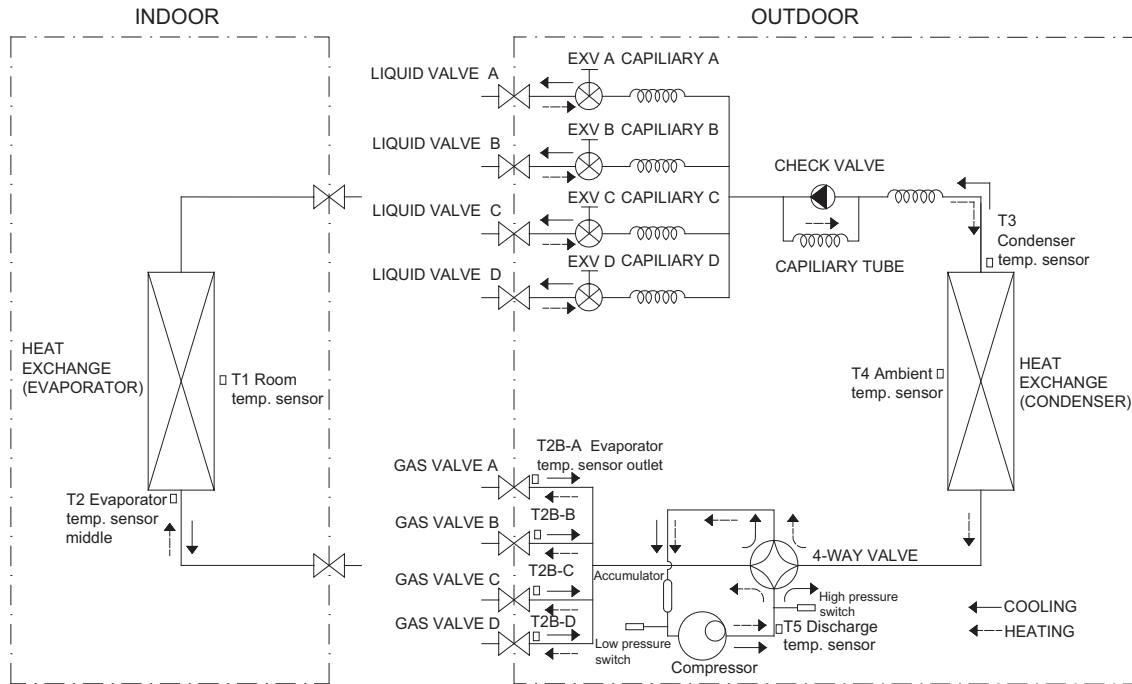 INDOOR
OUTDOOR
LIQUID VALVE A
EXV A CAPILIARY A
LIQUID VALVE B
EXV B CAPILIARY B
LIQUID VALVE C
EXV C CAPILIARY C
LIQUID VALVE D
EXV D CAPILIARY D
CHECK VALVE
CAPILIARY TUBE
T3
Condenser
temp. sensor
HEAT
EXCHANGE
(EVAPORATOR)
T1 Room
temp. sensor
T4 Ambient
temp. sensor
HEAT
EXCHANGE
(CONDENSER)
T2 Evaporator
temp. sensor
middle
GAS VALVE A
T2B-A Evaporator
temp. sensor outlet
GAS VALVE B
T2B-B
GAS VALVE C
T2B-C
GAS VALVE D
T2B-D
Accumulator
4-WAY VALVE
High pressure
switch
Low pressure
switch
T5 Discharge
temp. sensor
Compressor
COOLING
HEATING